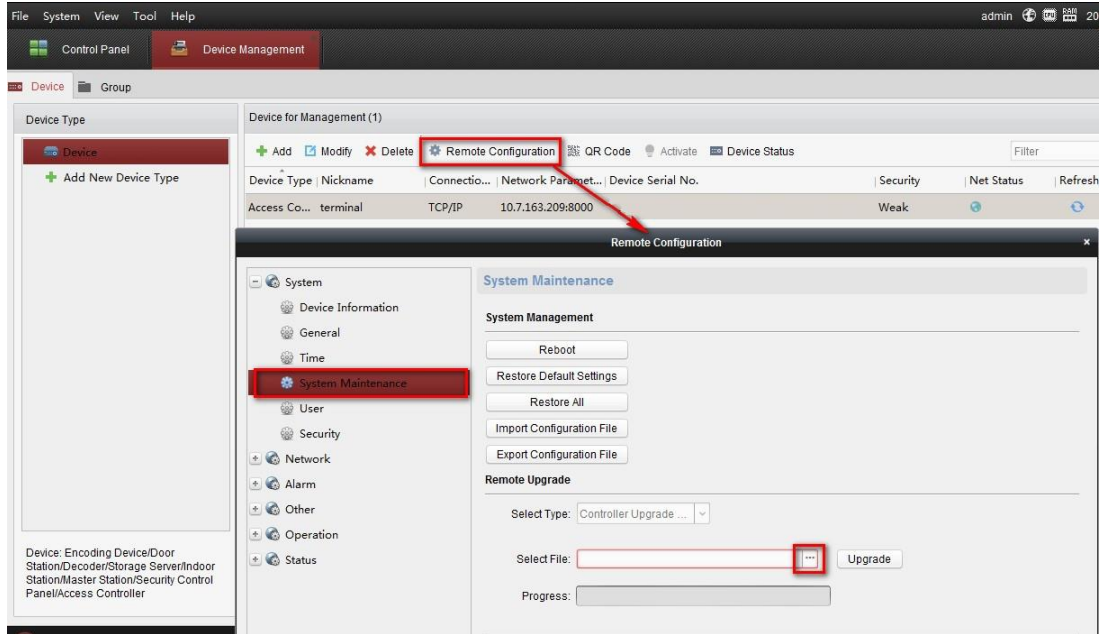 File System View Tool Help admin CPU RAM 20
Control Panel Device Management
Device Group
Device Type
Device
Add New Device Type
Device: Encoding Device/Door
Station/Decoder/Storage Server/Indoor
Station/Master Station/Security Control
Panel/Access Controller
Device for Management (1)
Add Modify Delete Remote Configuration QR Code Activate Device Status Filter
Device Type Nickname Connectio... Network Paramet... Device Serial No. Security Net Status Refresh
Access Co... terminal TCP/IP 10.7.163.209:8000 Weak
Remote Configuration
System
Device Information
General
Time
System Maintenance
User
Security
Network
Alarm
Other
Operation
Status
System Maintenance
System Management
Reboot
Restore Default Settings
Restore All
Import Configuration File
Export Configuration File
Remote Upgrade
Select Type: Controller Upgrade ...
Select File: ... Upgrade
Progress: